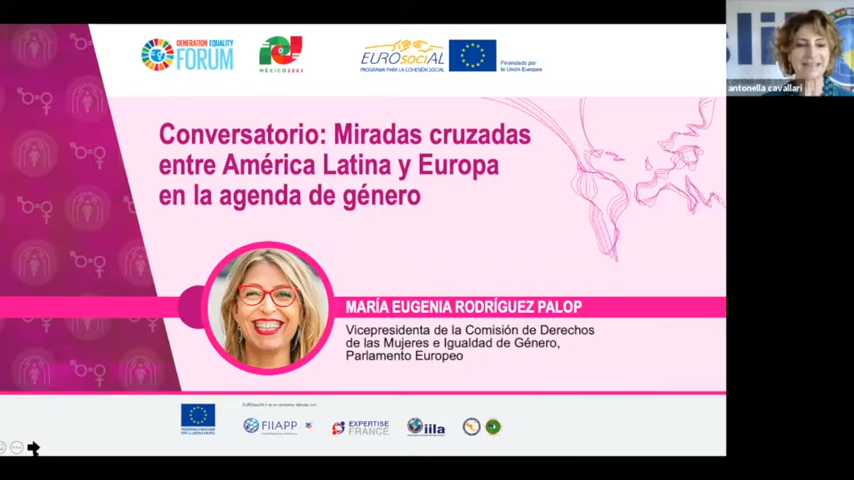 GENERATION EQUALITY
FORUM
MÉXICO2021
EUROsociAL
PROGRAMA PARA LA COHESIÓN SOCIAL
Financiado por
la Unión Europea
antonella cavallari
Conversatorio: Miradas cruzadas
entre América Latina y Europa
en la agenda de género
MARÍA EUGENIA RODRÍGUEZ PALOP
Vicepresidenta de la Comisión de Derechos
de las Mujeres e Igualdad de Género,
Parlamento Europeo
FIIAPP
EXPERTISE
FRANCE
iila